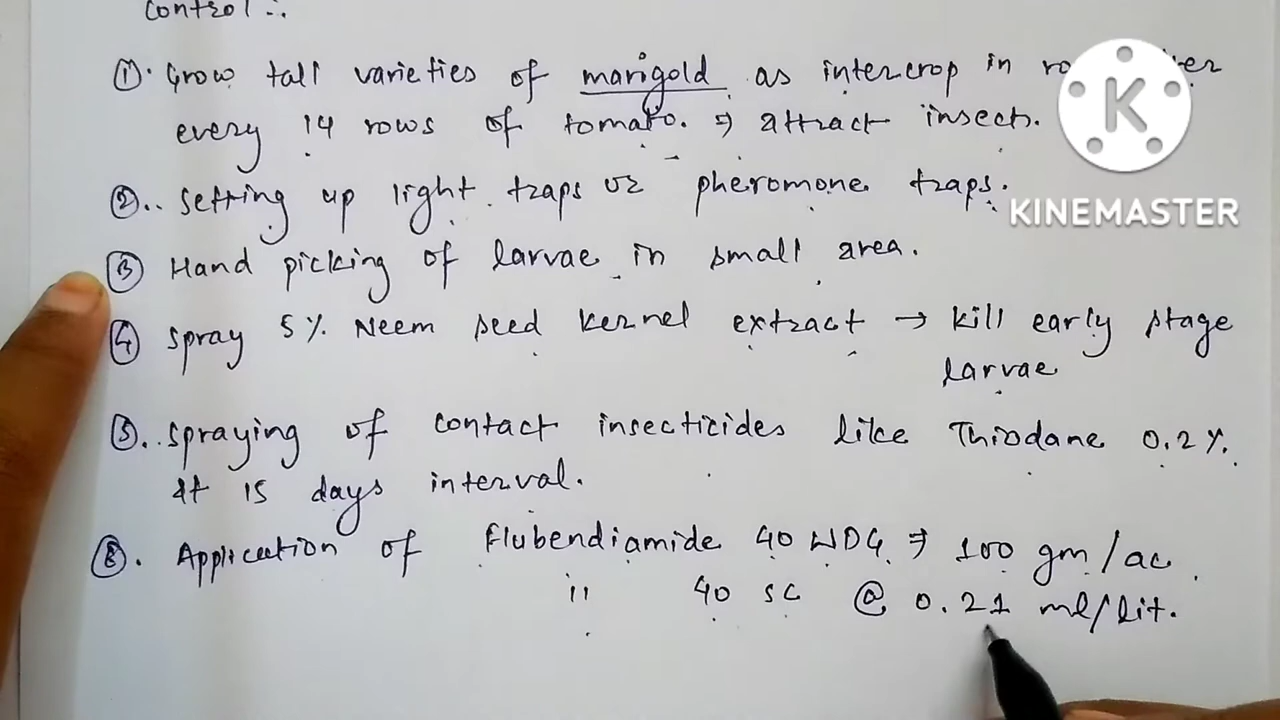 control :.
①. Grow tall varieties of marigold as intercrop in
every 14 rows of tomato. ⇒ attract insect.
②.. Setting up light traps or pheromone traps.
③ Hand picking of larvae in small area.
④ Spray 5% Neem seed kernel extract → kill early stage
larvae
⑤.. Spraying of contact insecticides like Thiodane 0.2%.
At 15 days interval.
⑥. Application of flubendiamide 40 WDG ⇒ 100 gm/ac.
" 40 SC @ 0.21 ml/lit.
K
KINEMASTER